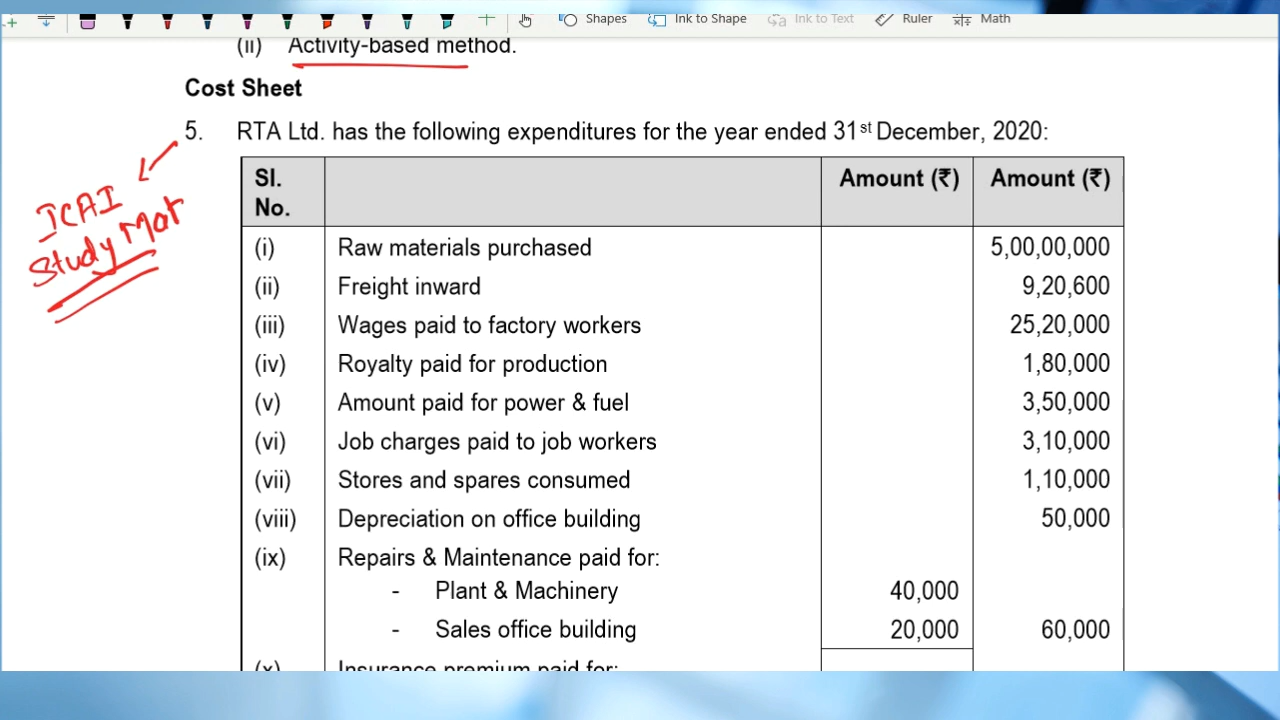 Shapes Ink to Shape Ink to Text Ruler Math
(ii) Activity-based method.
Cost Sheet
5. RTA Ltd. has the following expenditures for the year ended 31st December, 2020:
Sl. No. Amount (₹) Amount (₹)
(i) Raw materials purchased 5,00,00,000
(ii) Freight inward 9,20,600
(iii) Wages paid to factory workers 25,20,000
(iv) Royalty paid for production 1,80,000
(v) Amount paid for power & fuel 3,50,000
(vi) Job charges paid to job workers 3,10,000
(vii) Stores and spares consumed 1,10,000
(viii) Depreciation on office building 50,000
(ix) Repairs & Maintenance paid for:
- Plant & Machinery 40,000
- Sales office building 20,000 60,000
(x) Insurance premium paid for:
ICAI
Study Mat